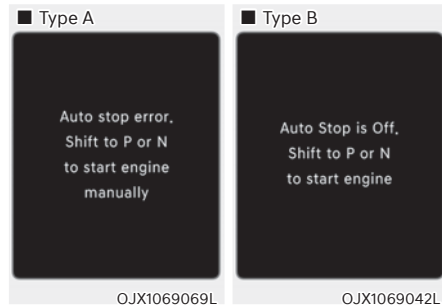 ■ Type A
Auto stop error.
Shift to P or N
to start engine
manually
OJX1069069L
■ Type B
Auto Stop is Off.
Shift to P or N
to start engine
OJX1069042L